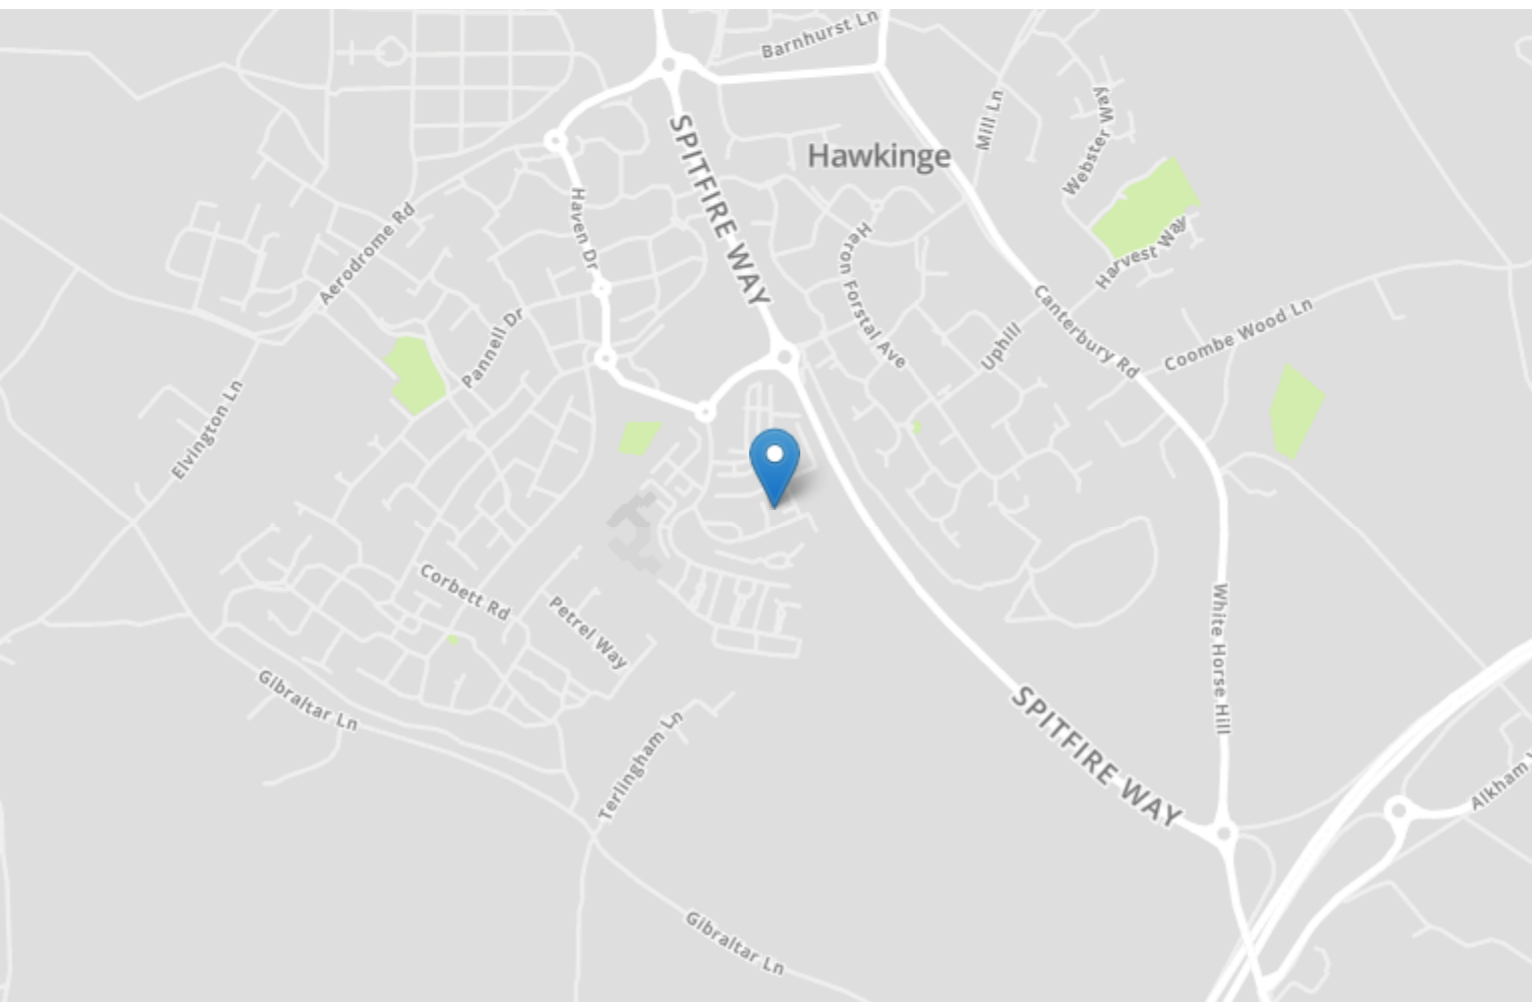 Barnhurst Ln
SPITFIRE WAY
Hawkinge
Mill Ln
Webster Way
Haven Dr
Aerodrome Rd
Heron Forstal Ave
Harvest Way
Canterbury Rd
Coombe Wood Ln
Uphill
Pannell Dr
Elvington Ln
Corbett Rd
Petrel Way
White Horse Hill
Gibraltar Ln
SPITFIRE WAY
Terlingham Ln
Alkham
Gibraltar Ln